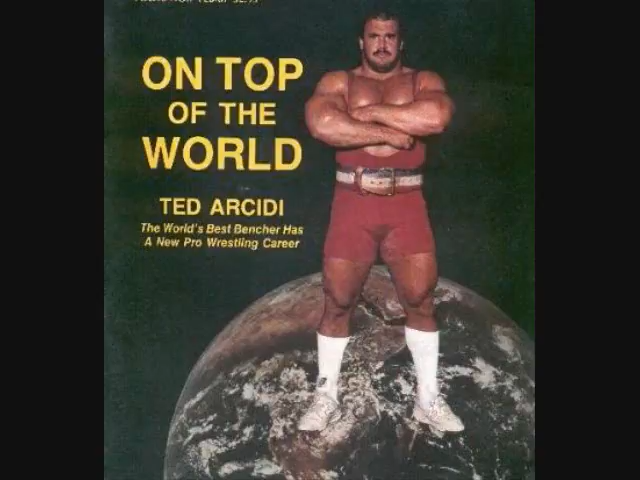 ON TOP
OF THE
WORLD
TED ARCIDI
The World's Best Bencher Has
A New Pro Wrestling Career